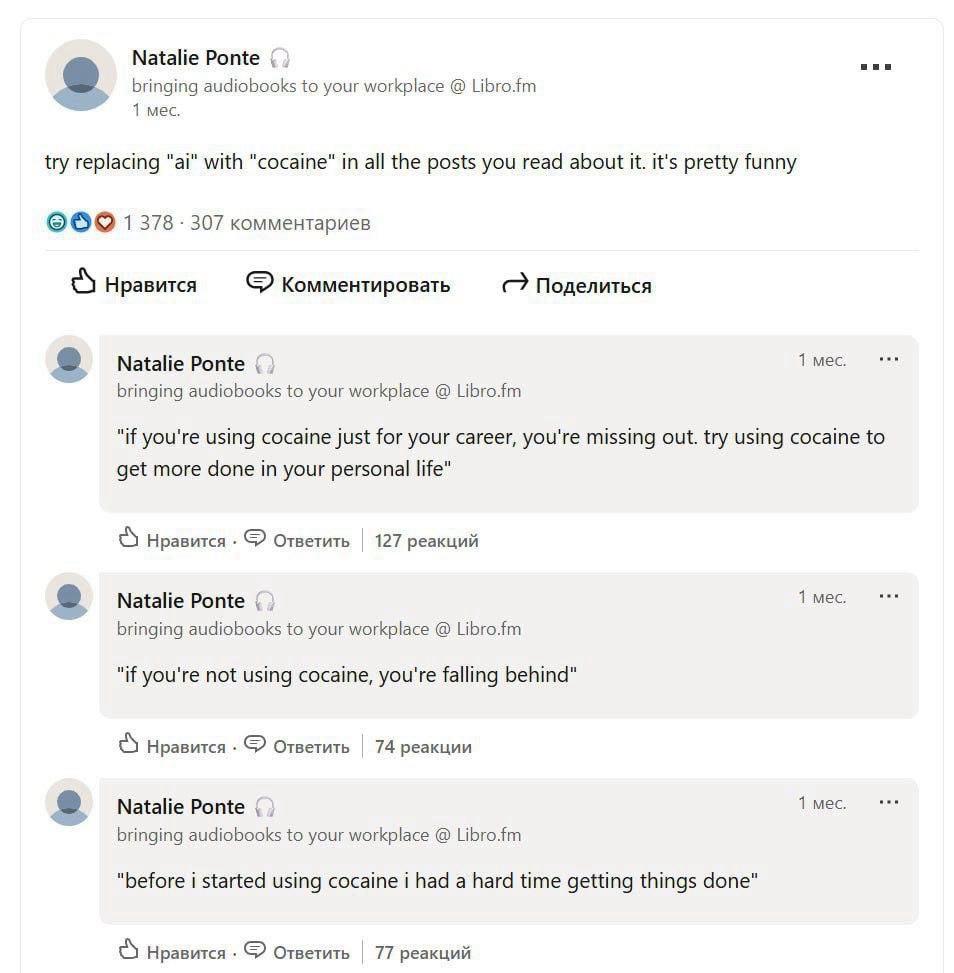 Natalie Ponte
bringing audiobooks to your workplace @ Libro.fm
1 мес.
try replacing "ai" with "cocaine" in all the posts you read about it. it's pretty funny
1 378 · 307 комментариев
Нравится Комментировать Поделиться
Natalie Ponte 1 мес.
bringing audiobooks to your workplace @ Libro.fm
"if you're using cocaine just for your career, you're missing out. try using cocaine to
get more done in your personal life"
Нравится · Ответить 127 реакций
Natalie Ponte 1 мес.
bringing audiobooks to your workplace @ Libro.fm
"if you're not using cocaine, you're falling behind"
Нравится · Ответить 74 реакции
Natalie Ponte 1 мес.
bringing audiobooks to your workplace @ Libro.fm
"before i started using cocaine i had a hard time getting things done"
Нравится · Ответить 77 реакций